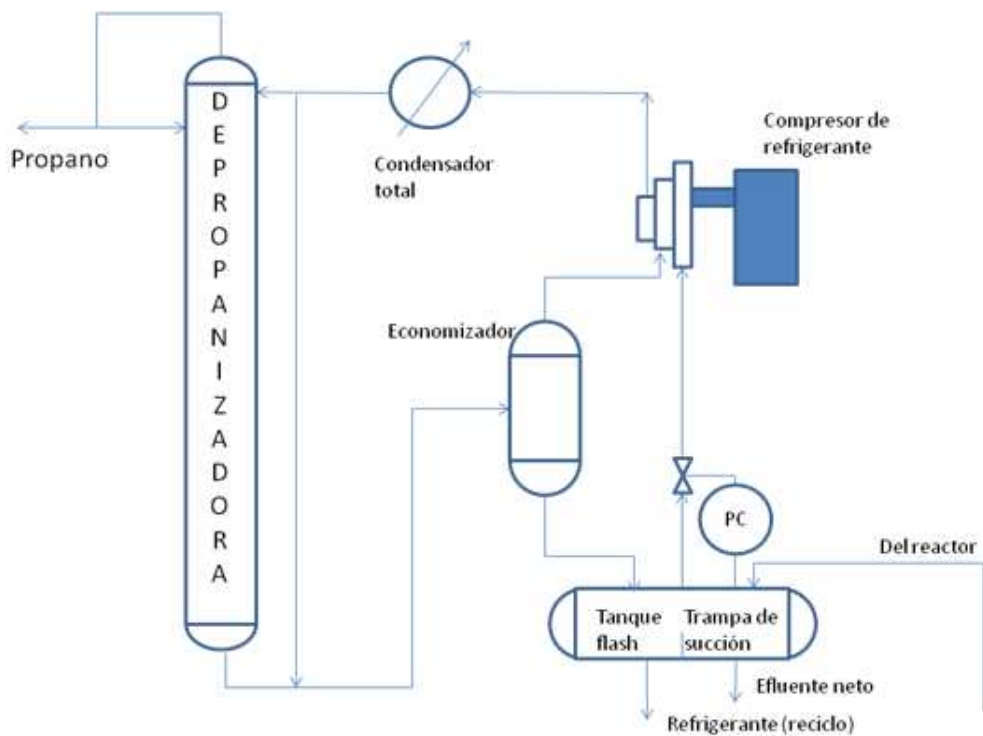 Propano
DEPROPANIZADORA
Condensador
total
Compresor de
refrigerante
Economizador
PC
Del reactor
Tanque
flash
Trampa de
succión
Efluente neto
Refrigerante (reciclo)